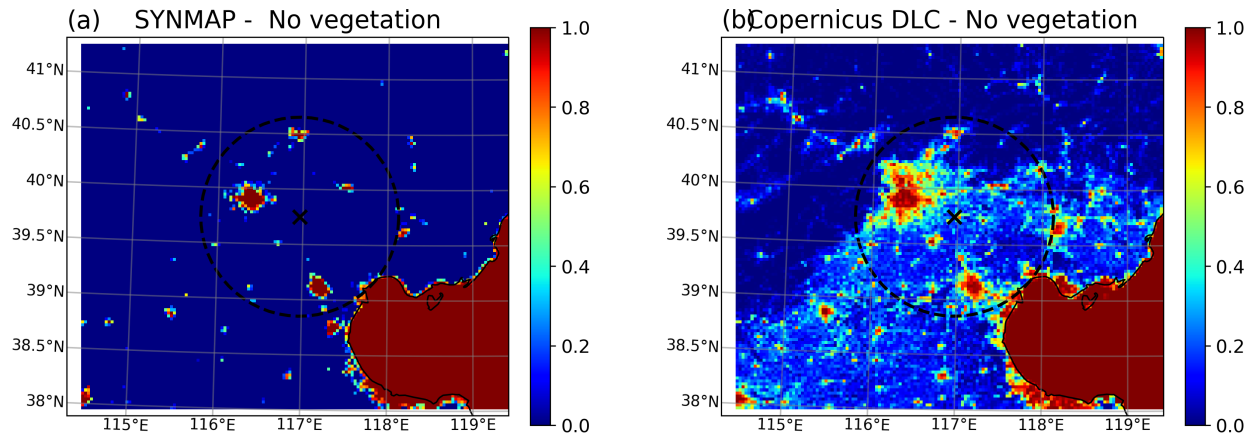 (a) SYNMAP - No vegetation
41°N
40.5°N
40°N
39.5°N
39°N
38.5°N
38°N
115°E 116°E 117°E 118°E 119°E
1.0
0.8
0.6
0.4
0.2
0.0
(b) Copernicus DLC - No vegetation
41°N
40.5°N
40°N
39.5°N
39°N
38.5°N
38°N
115°E 116°E 117°E 118°E 119°E
1.0
0.8
0.6
0.4
0.2
0.0